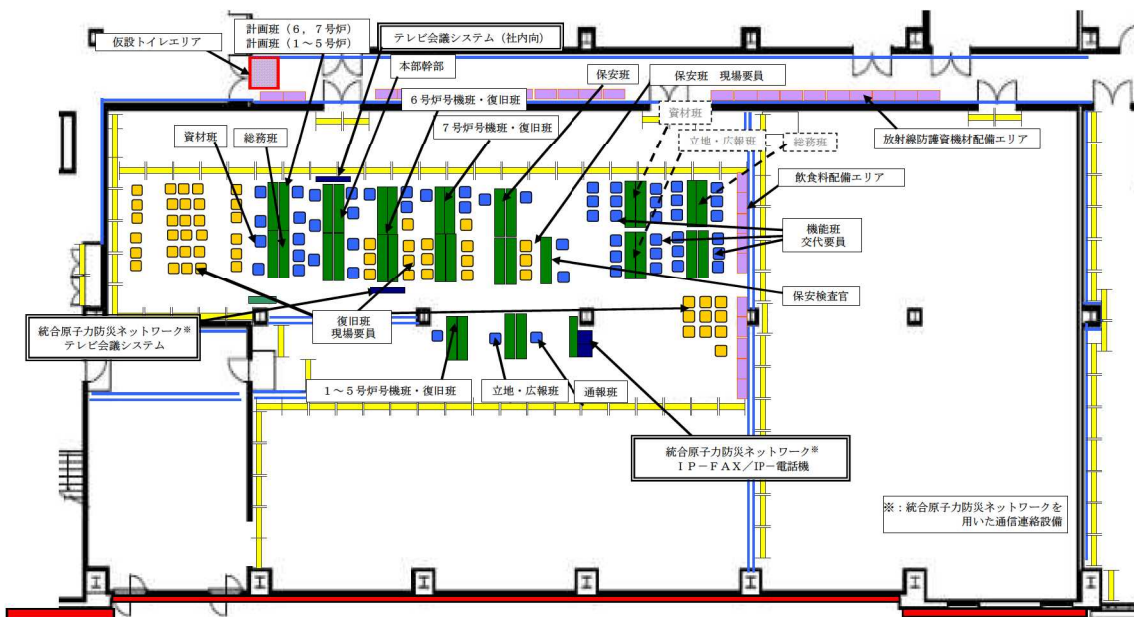 計画班（6，7号炉）
計画班（1～5号炉）
仮設トイレエリア
テレビ会議システム（社内向）
本部幹部
保安班
保安班　現場要員
6号炉号機班・復旧班
7号炉号機班・復旧班
資材班
総務班
資材班
立地・広報班
総務班
放射線防護資機材配備エリア
飲食料配備エリア
機能班
交代要員
保安検査官
統合原子力防災ネットワーク※
テレビ会議システム
復旧班
現場要員
1～5号炉号機班・復旧班
立地・広報班
通報班
統合原子力防災ネットワーク※
ＩＰ－ＦＡＸ／IP－電話機
※：統合原子力防災ネットワークを
用いた通信連絡設備